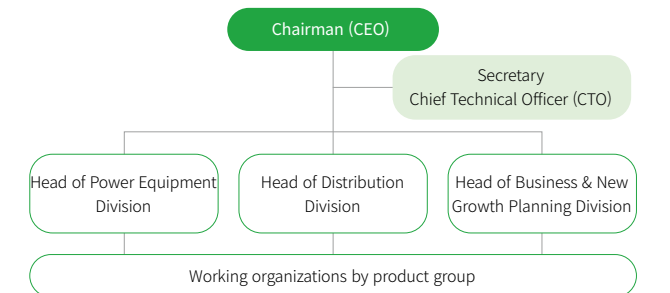 Chairman (CEO)
Secretary
Chief Technical Officer (CTO)
Head of Power Equipment
Division
Head of Distribution
Division
Head of Business & New
Growth Planning Division
Working organizations by product group